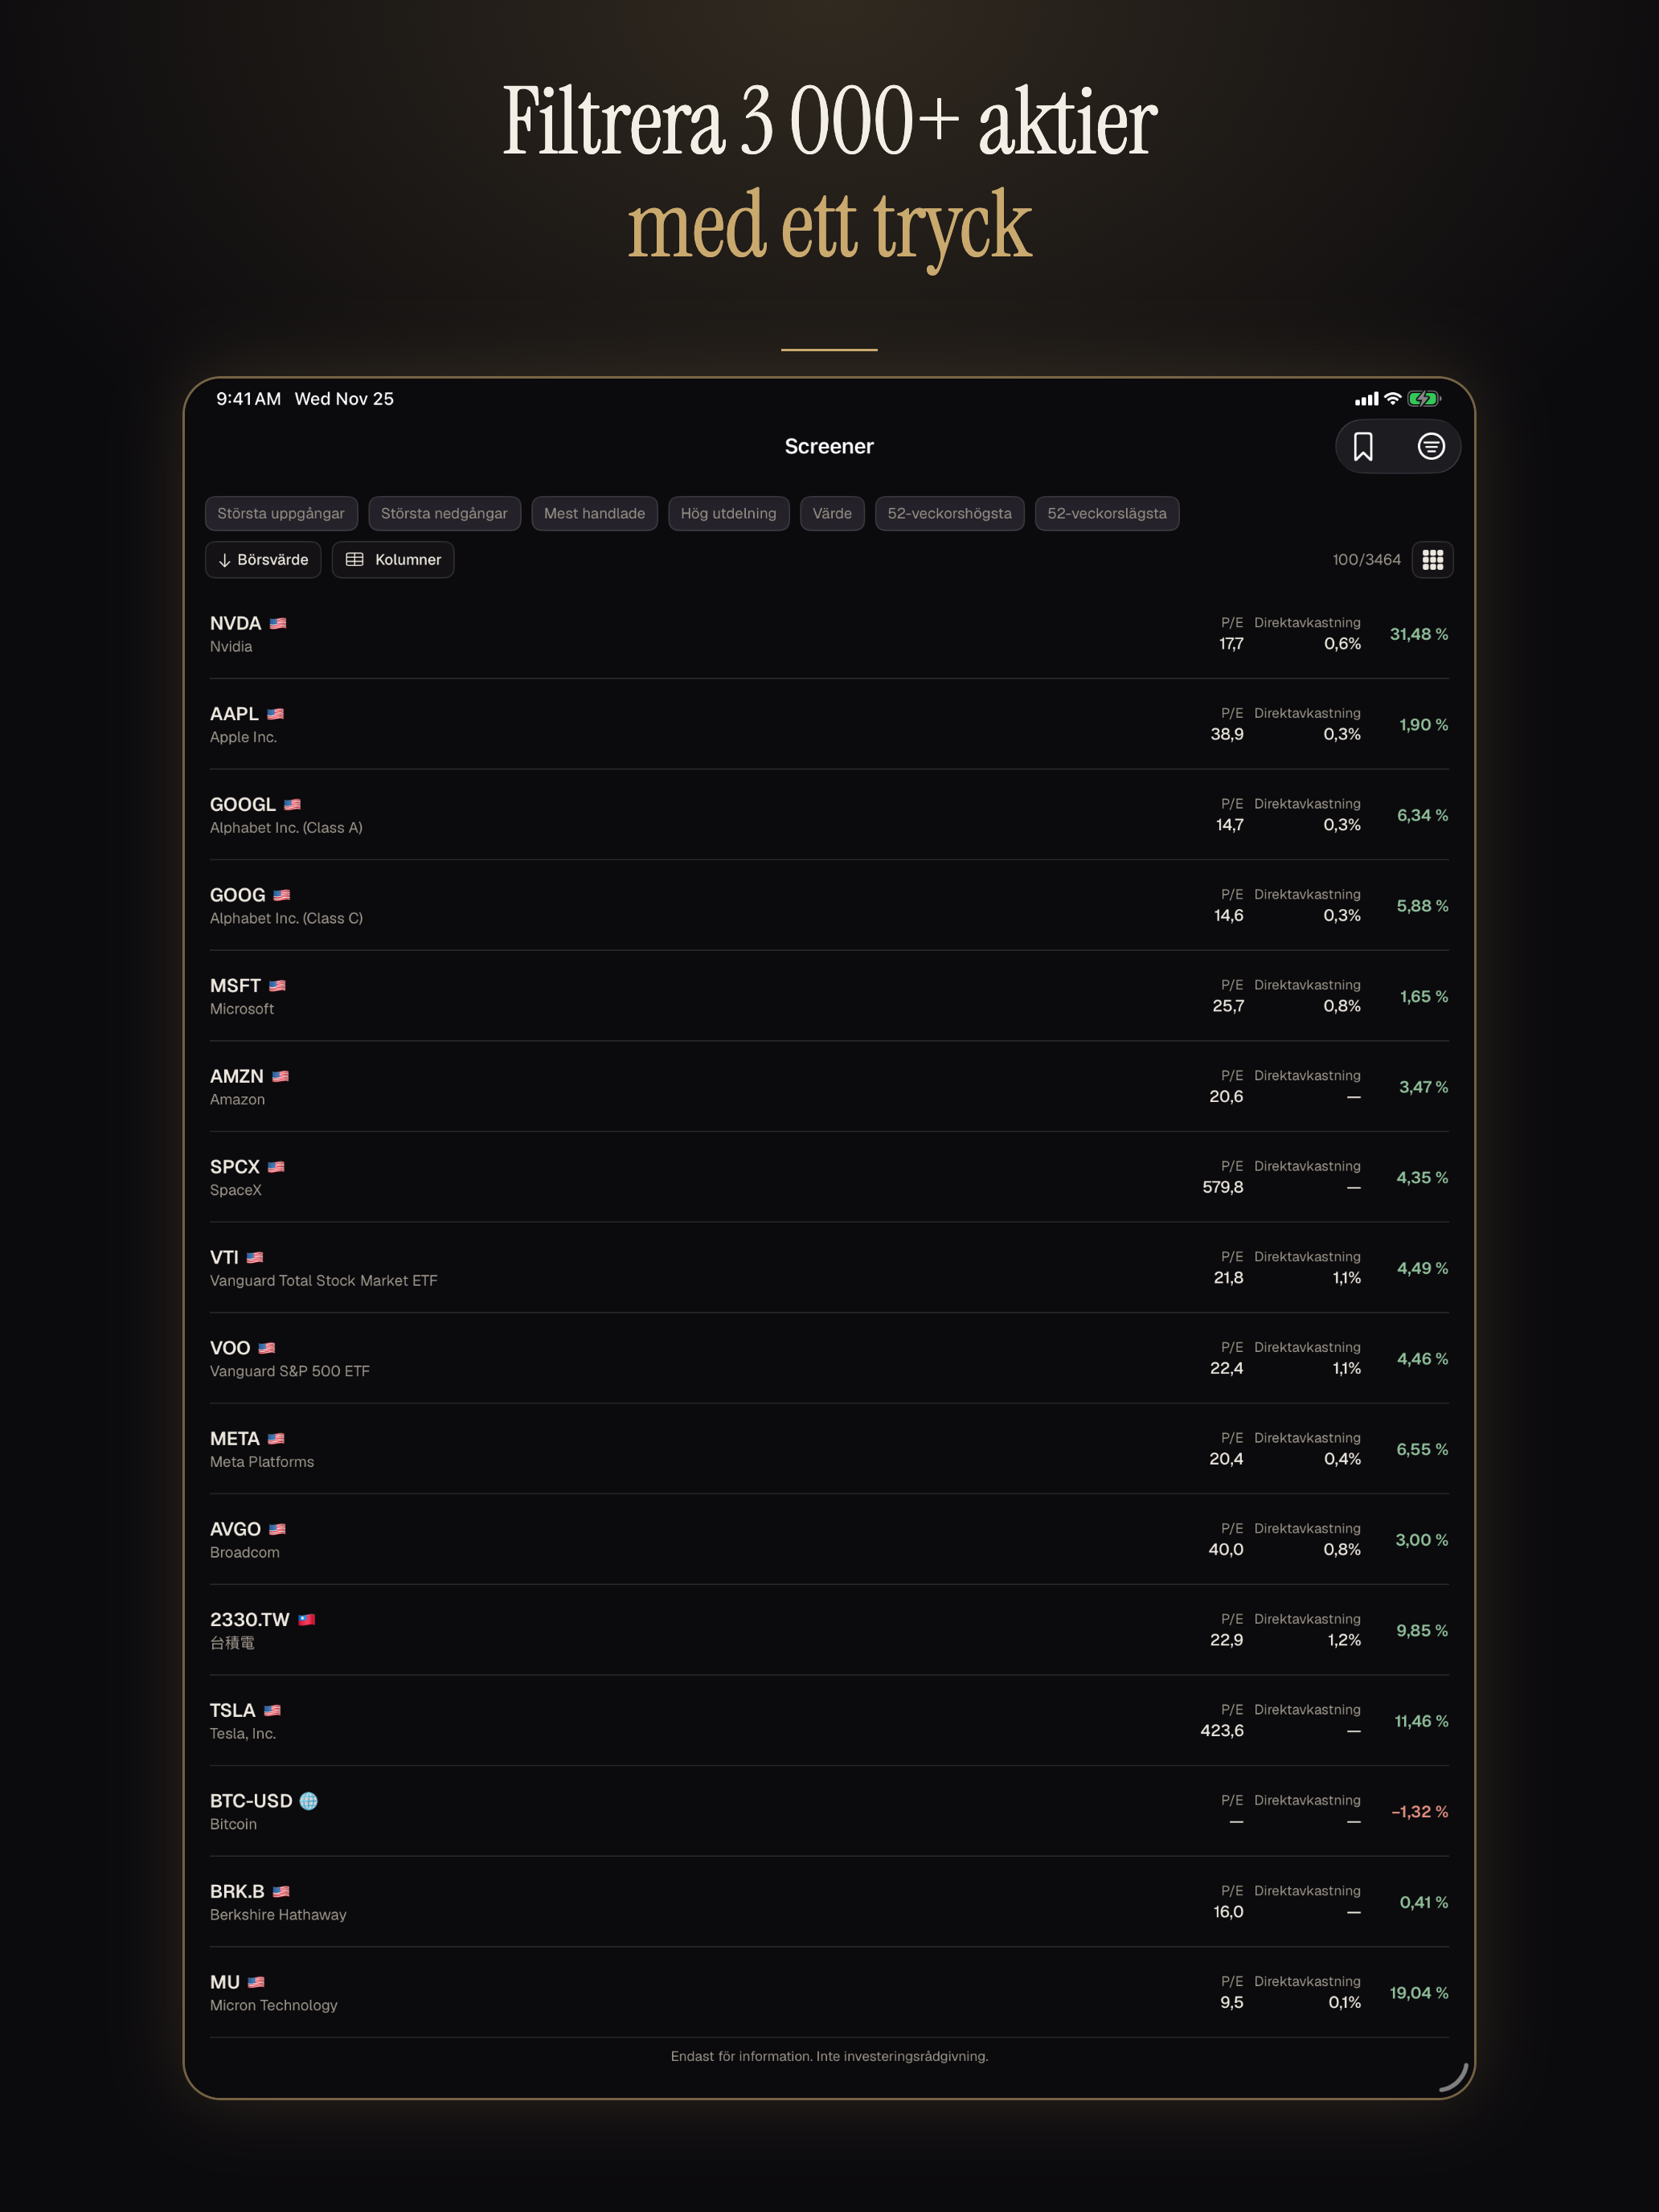 Filtrera 3 000+ aktier
med ett tryck
9:41 AM Wed Nov 25
Screener
Största uppgångar Största nedgångar Mest handlade Hög utdelning Värde 52-veckorshögsta 52-veckorslägsta
↓ Börsvärde Kolumner 100/3464
NVDA P/E Direktavkastning
Nvidia 17,7 0,6% 31,48 %
AAPL P/E Direktavkastning
Apple Inc. 38,9 0,3% 1,90 %
GOOGL P/E Direktavkastning
Alphabet Inc. (Class A) 14,7 0,3% 6,34 %
GOOG P/E Direktavkastning
Alphabet Inc. (Class C) 14,6 0,3% 5,88 %
MSFT P/E Direktavkastning
Microsoft 25,7 0,8% 1,65 %
AMZN P/E Direktavkastning
Amazon 20,6 — 3,47 %
SPCX P/E Direktavkastning
SpaceX 579,8 — 4,35 %
VTI P/E Direktavkastning
Vanguard Total Stock Market ETF 21,8 1,1% 4,49 %
VOO P/E Direktavkastning
Vanguard S&P 500 ETF 22,4 1,1% 4,46 %
META P/E Direktavkastning
Meta Platforms 20,4 0,4% 6,55 %
AVGO P/E Direktavkastning
Broadcom 40,0 0,8% 3,00 %
2330.TW P/E Direktavkastning
台積電 22,9 1,2% 9,85 %
TSLA P/E Direktavkastning
Tesla, Inc. 423,6 — 11,46 %
BTC-USD P/E Direktavkastning
Bitcoin — — −1,32 %
BRK.B P/E Direktavkastning
Berkshire Hathaway 16,0 — 0,41 %
MU P/E Direktavkastning
Micron Technology 9,5 0,1% 19,04 %
Endast för information. Inte investeringsrådgivning.